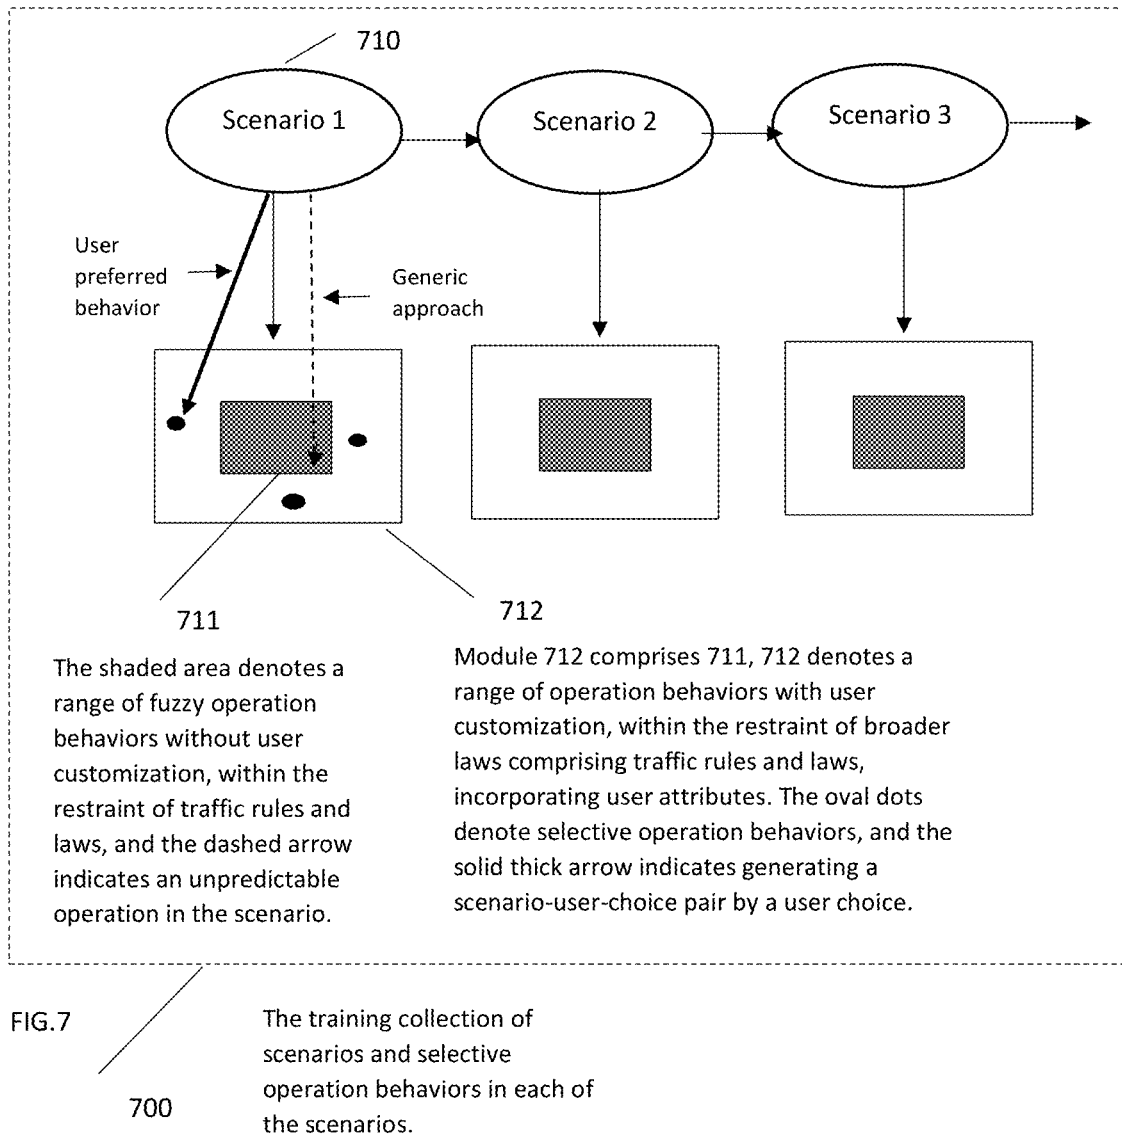 710
Scenario 1
Scenario 2
Scenario 3
User
preferred
behavior
Generic
approach
711
712
The shaded area denotes a
range of fuzzy operation
behaviors without user
customization, within the
restraint of traffic rules and
laws, and the dashed arrow
indicates an unpredictable
operation in the scenario.
Module 712 comprises 711, 712 denotes a
range of operation behaviors with user
customization, within the restraint of broader
laws comprising traffic rules and laws,
incorporating user attributes. The oval dots
denote selective operation behaviors, and the
solid thick arrow indicates generating a
scenario-user-choice pair by a user choice.
FIG.7
700
The training collection of
scenarios and selective
operation behaviors in each of
the scenarios.